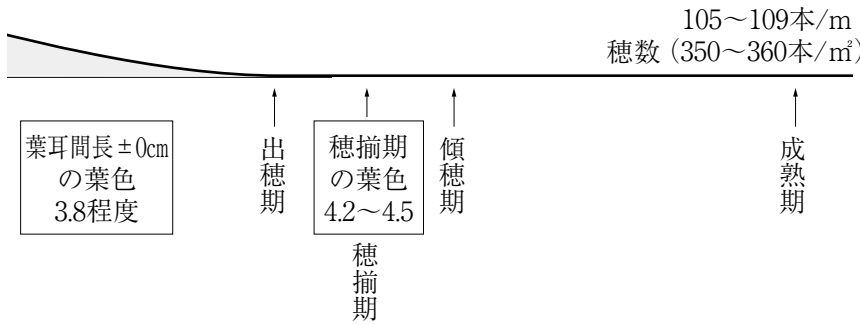 105～109本/m
穂数（350～360本/㎡）
葉耳間長±0cm
の葉色
3.8程度
出穂期
穂揃期
の葉色
4.2～4.5
穂揃期
傾穂期
成熟期